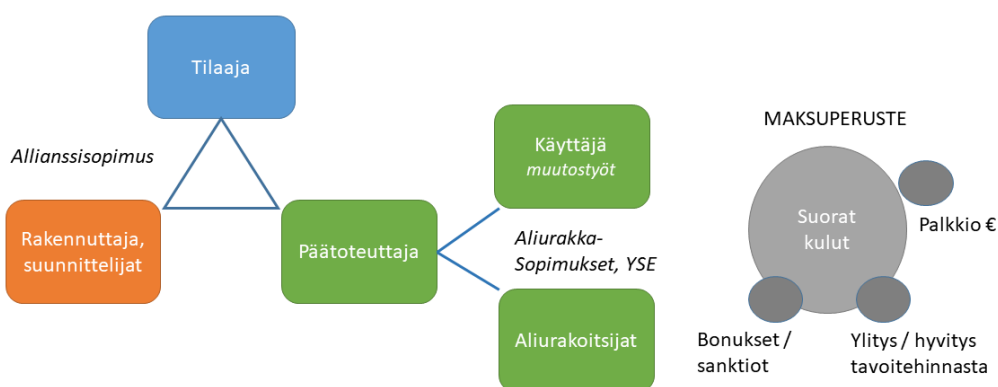 Tilaaja
Allianssisopimus
Rakennuttaja,
suunnittelijat
Päätoteuttaja
Käyttäjä
muutostyöt
Aliurakka-
Sopimukset, YSE
Aliurakoitsijat
MAKSUPERUSTE
Suorat
kulut
Palkkio €
Bonukset /
sanktiot
Ylitys / hyvitys
tavoitehinnasta